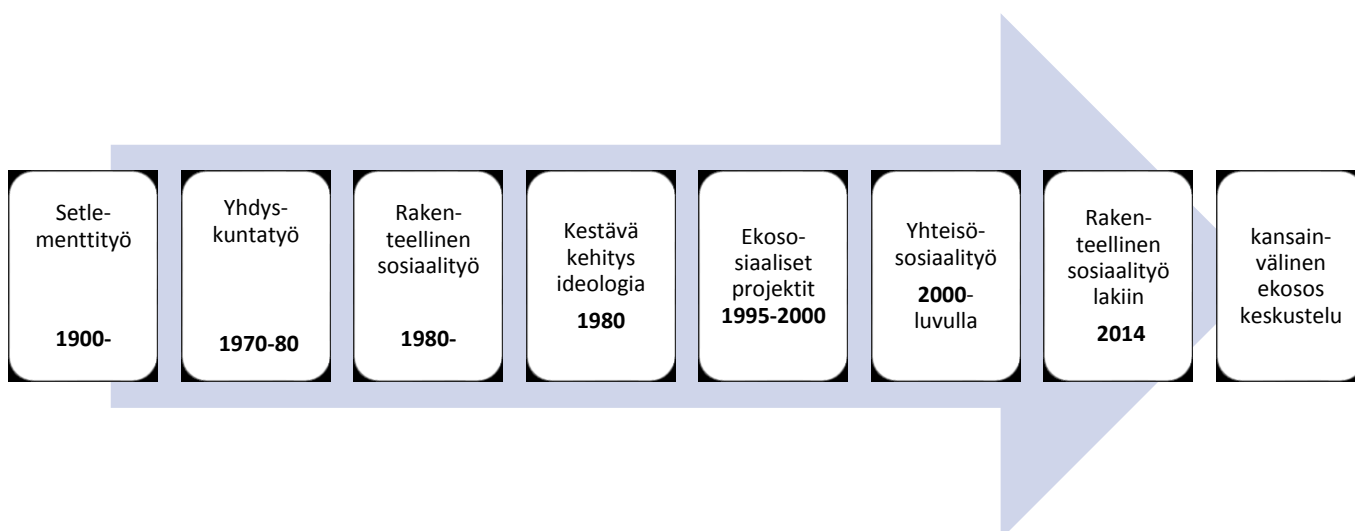 Setle-
menttityö
1900-
Yhdys-
kuntatyö
1970-80
Raken-
teellinen
sosiaalityö
1980-
Kestävä
kehitys
ideologia
1980
Ekoso-
siaaliset
projektit
1995-2000
Yhteisö-
sosiaalityö
2000-
luvulla
Raken-
teellinen
sosiaalityö
lakiin
2014
kansain-
välinen
ekosos
keskustelu